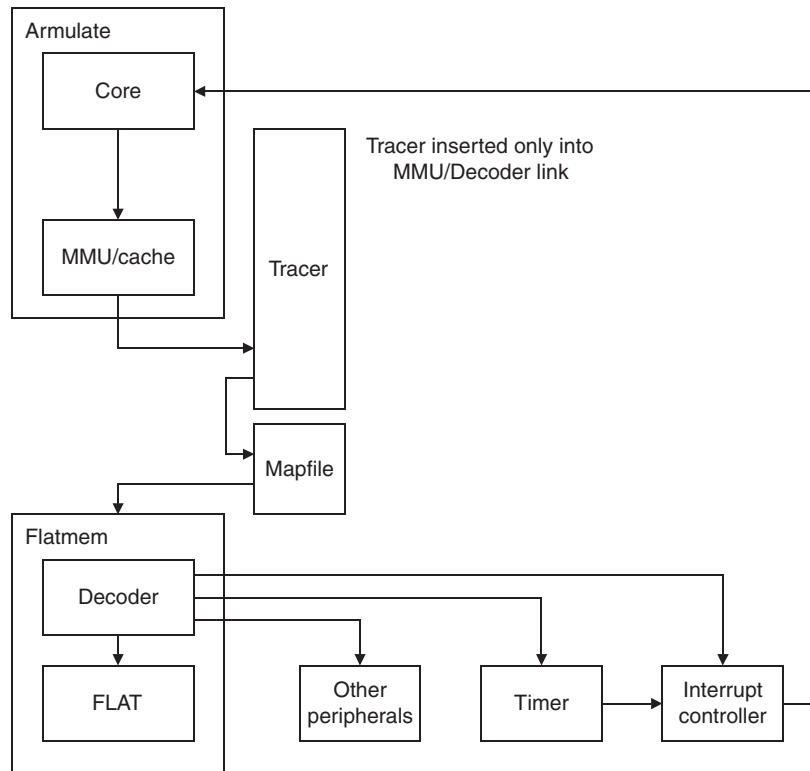 Armulate
Core
Tracer inserted only into
MMU/Decoder link
MMU/cache
Tracer
Mapfile
Flatmem
Decoder
FLAT
Other
peripherals
Timer
Interrupt
controller